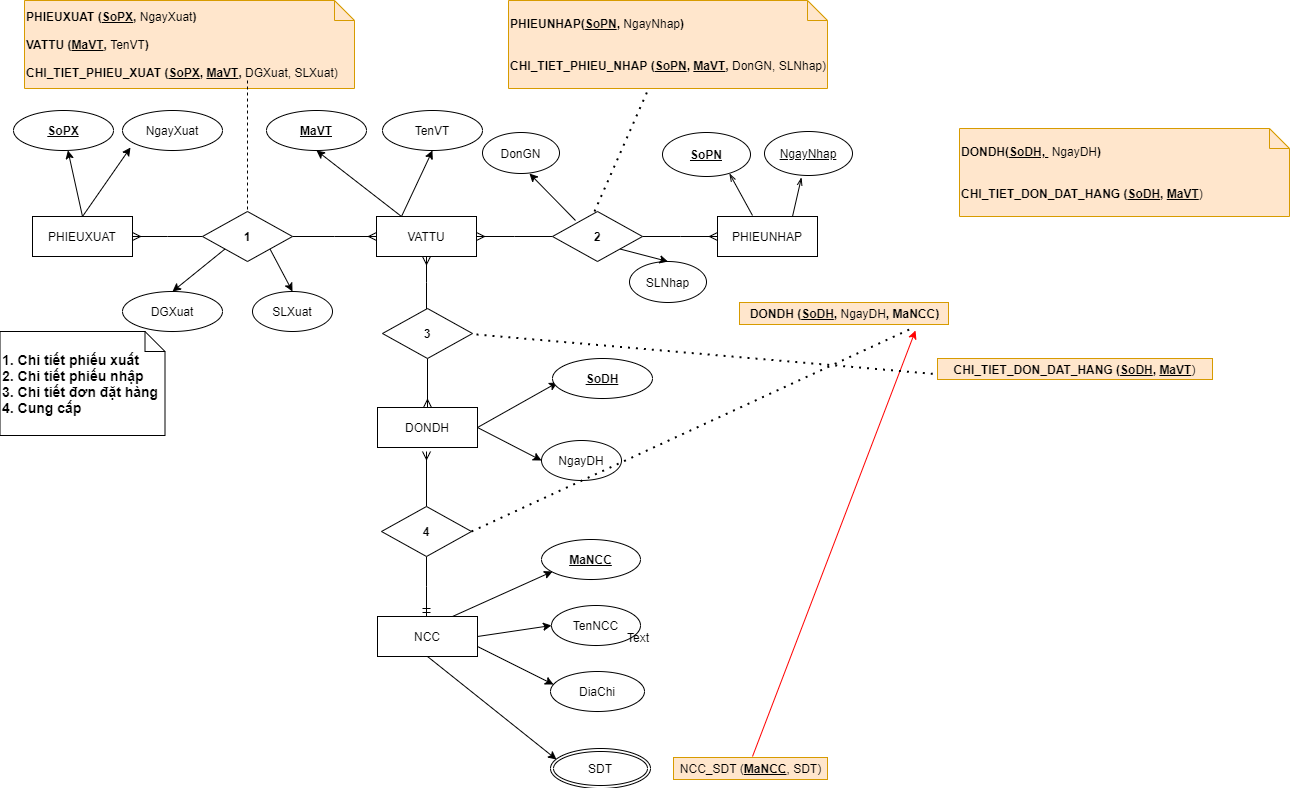 PHIEUXUAT (SoPX, NgayXuat)
VATTU (MaVT, TenVT)
CHI_TIET_PHIEU_XUAT (SoPX, MaVT, DGXuat, SLXuat)
PHIEUNHAP(SoPN, NgayNhap)
CHI_TIET_PHIEU_NHAP (SoPN, MaVT, DonGN, SLNhap)
SoPX
NgayXuat
MaVT
TenVT
DonGN
SoPN
NgayNhap
DONDH(SoDH, NgayDH)
CHI_TIET_DON_DAT_HANG (SoDH, MaVT)
PHIEUXUAT
1
VATTU
2
PHIEUNHAP
DGXuat
SLXuat
SLNhap
DONDH (SoDH, NgayDH, MaNCC)
1. Chi tiết phiếu xuất
2. Chi tiết phiếu nhập
3. Chi tiết đơn đặt hàng
4. Cung cấp
3
CHI_TIET_DON_DAT_HANG (SoDH, MaVT)
SoDH
DONDH
NgayDH
4
MaNCC
TenNCC
Text
NCC
DiaChi
SDT
NCC_SDT (MaNCC, SDT)